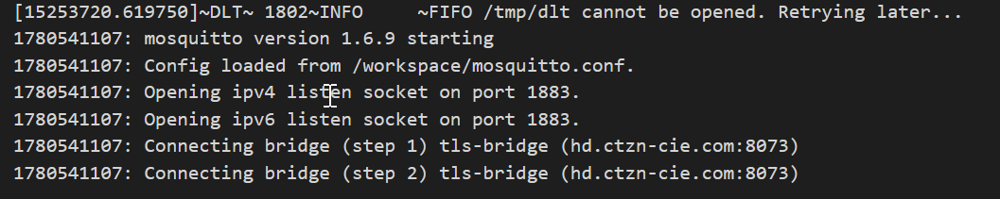 [15253720.619750]~DLT~ 1802~INFO     ~FIFO /tmp/dlt cannot be opened. Retrying later...
1780541107: mosquitto version 1.6.9 starting
1780541107: Config loaded from /workspace/mosquitto.conf.
1780541107: Opening ipv4 listen socket on port 1883.
1780541107: Opening ipv6 listen socket on port 1883.
1780541107: Connecting bridge (step 1) tls-bridge (hd.ctzn-cie.com:8073)
1780541107: Connecting bridge (step 2) tls-bridge (hd.ctzn-cie.com:8073)